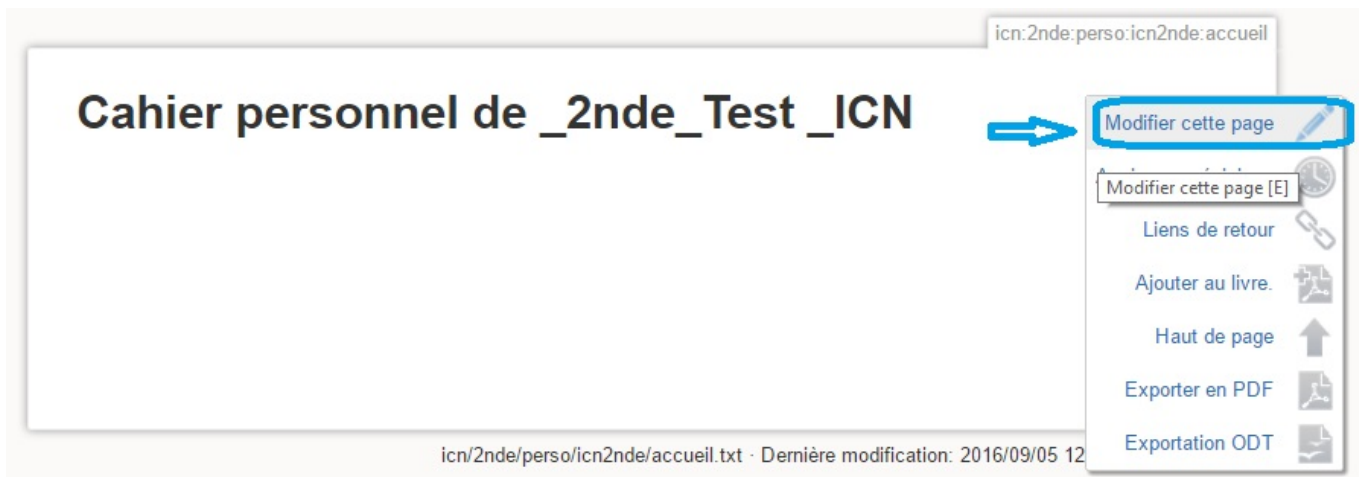 icn:2nde:perso:icn2nde:accueil
Cahier personnel de _2nde_Test _ICN
Modifier cette page
Modifier cette page [E]
Liens de retour
Ajouter au livre.
Haut de page
Exporter en PDF
Exportation ODT
icn/2nde/perso/icn2nde/accueil.txt · Dernière modification: 2016/09/05 12